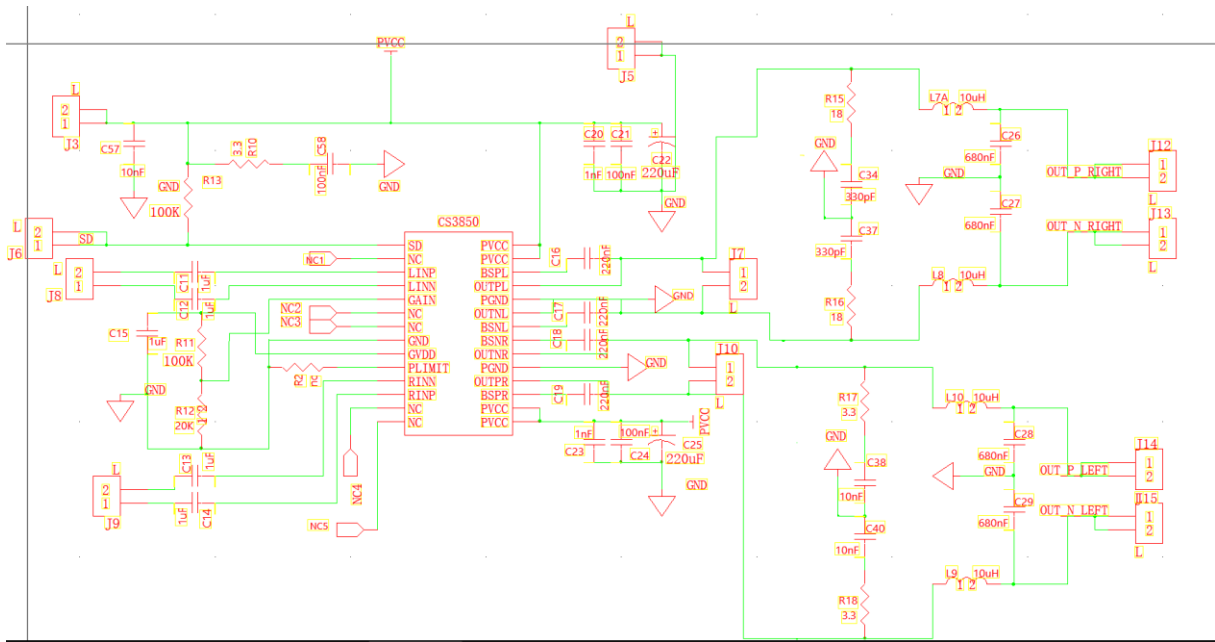 L
2
1
J5
PVCC
L
2
1
J3
C57
10nF
3.3
R10
C58
100nF
GND
GND
R13
100K
C20
C21
C22
1nF
100nF
220uF
GND
R15
18
L7A
10uH
1 2
C26
680nF
J12
1
2
L
GND
C34
330pF
GND
OUT_P_RIGHT
C37
330pF
C27
680nF
OUT_N_RIGHT
J13
1
2
L
R16
18
L8
10uH
1 2
L
2
1
J6
SD
CS3850
SD
NC
LINP
LINN
GAIN
NC
NC
GND
GVDD
PLIMIT
RINN
RINP
NC
NC
PVCC
PVCC
BSPL
OUTPL
PGND
OUTNL
BSNL
BSNR
OUTNR
PGND
OUTPR
BSPR
PVCC
PVCC
NC1
L
2
1
J8
C11
1uF
C12
1uF
NC2
NC3
C15
1uF
R11
100K
GND
R12
20K
1 2
R2
nc
C16
220nF
J7
1
2
L
GND
C17
220nF
C18
220nF
J10
1
2
L
GND
C19
220nF
1nF
C23
100nF
C24
C25
220uF
PVCC
GND
L
2
1
J9
C13
1uF
1uF
C14
NC4
NC5
R17
3.3
L10
10uH
1 2
GND
C38
10nF
C28
680nF
GND
J14
1
2
L
OUT_P_LEFT
C40
10nF
C29
680nF
OUT_N_LEFT
J15
1
2
L
R18
3.3
L9
10uH
1 2